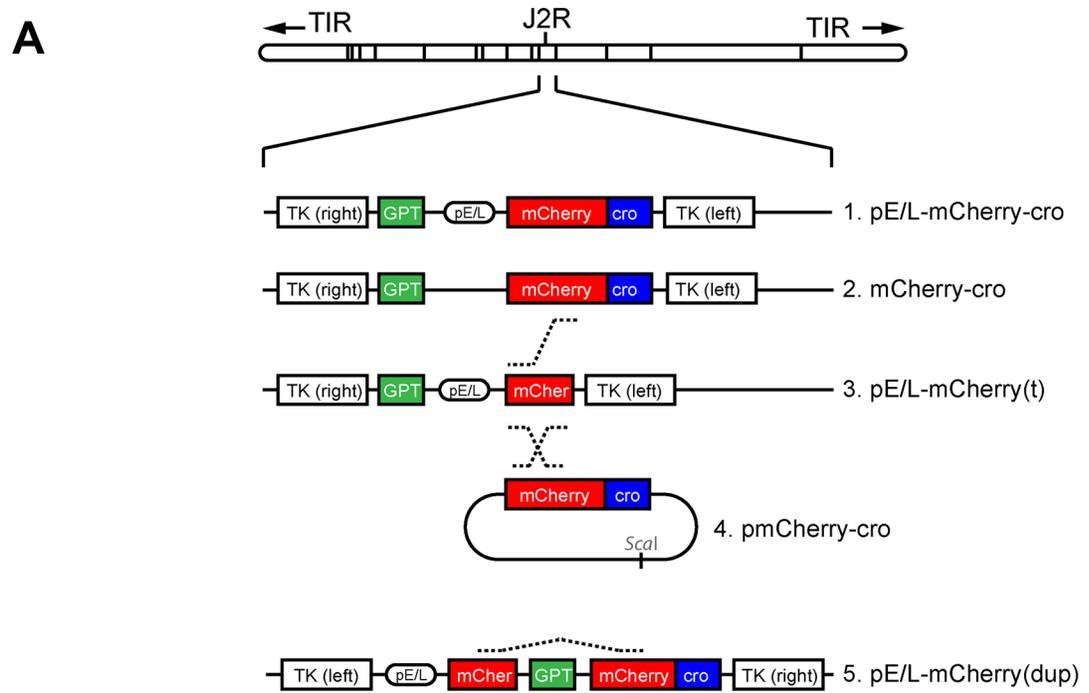 A
TIR J2R TIR
TK (right) GPT pE/L mCherry cro TK (left) 1. pE/L-mCherry-cro
TK (right) GPT mCherry cro TK (left) 2. mCherry-cro
TK (right) GPT pE/L mCher TK (left) 3. pE/L-mCherry(t)
mCherry cro
4. pmCherry-cro
ScaI
TK (left) pE/L mCher GPT mCherry cro TK (right) 5. pE/L-mCherry(dup)